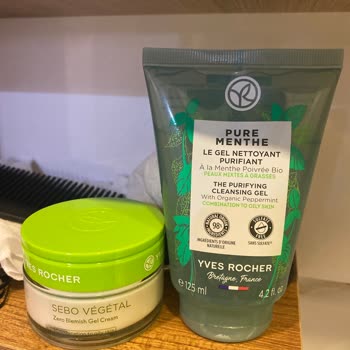 PURE
MENTHE
LE GEL NETTOYANT
PURIFIANT
À la Menthe Poivrée Bio
PEAUX MIXTES À GRASSES
THE PURIFYING
CLEANSING GEL
With Organic Peppermint
COMBINATION TO OILY SKIN
98%
SULFATE
FREE
INGRÉDIENTS D'ORIGINE
NATURELLE
SANS SULFATE
YVES ROCHER
Bretagne, France
125 ml
4.2 fl. oz
YVES ROCHER
SEBO VÉGÉTAL
Zero Blemish Gel Cream